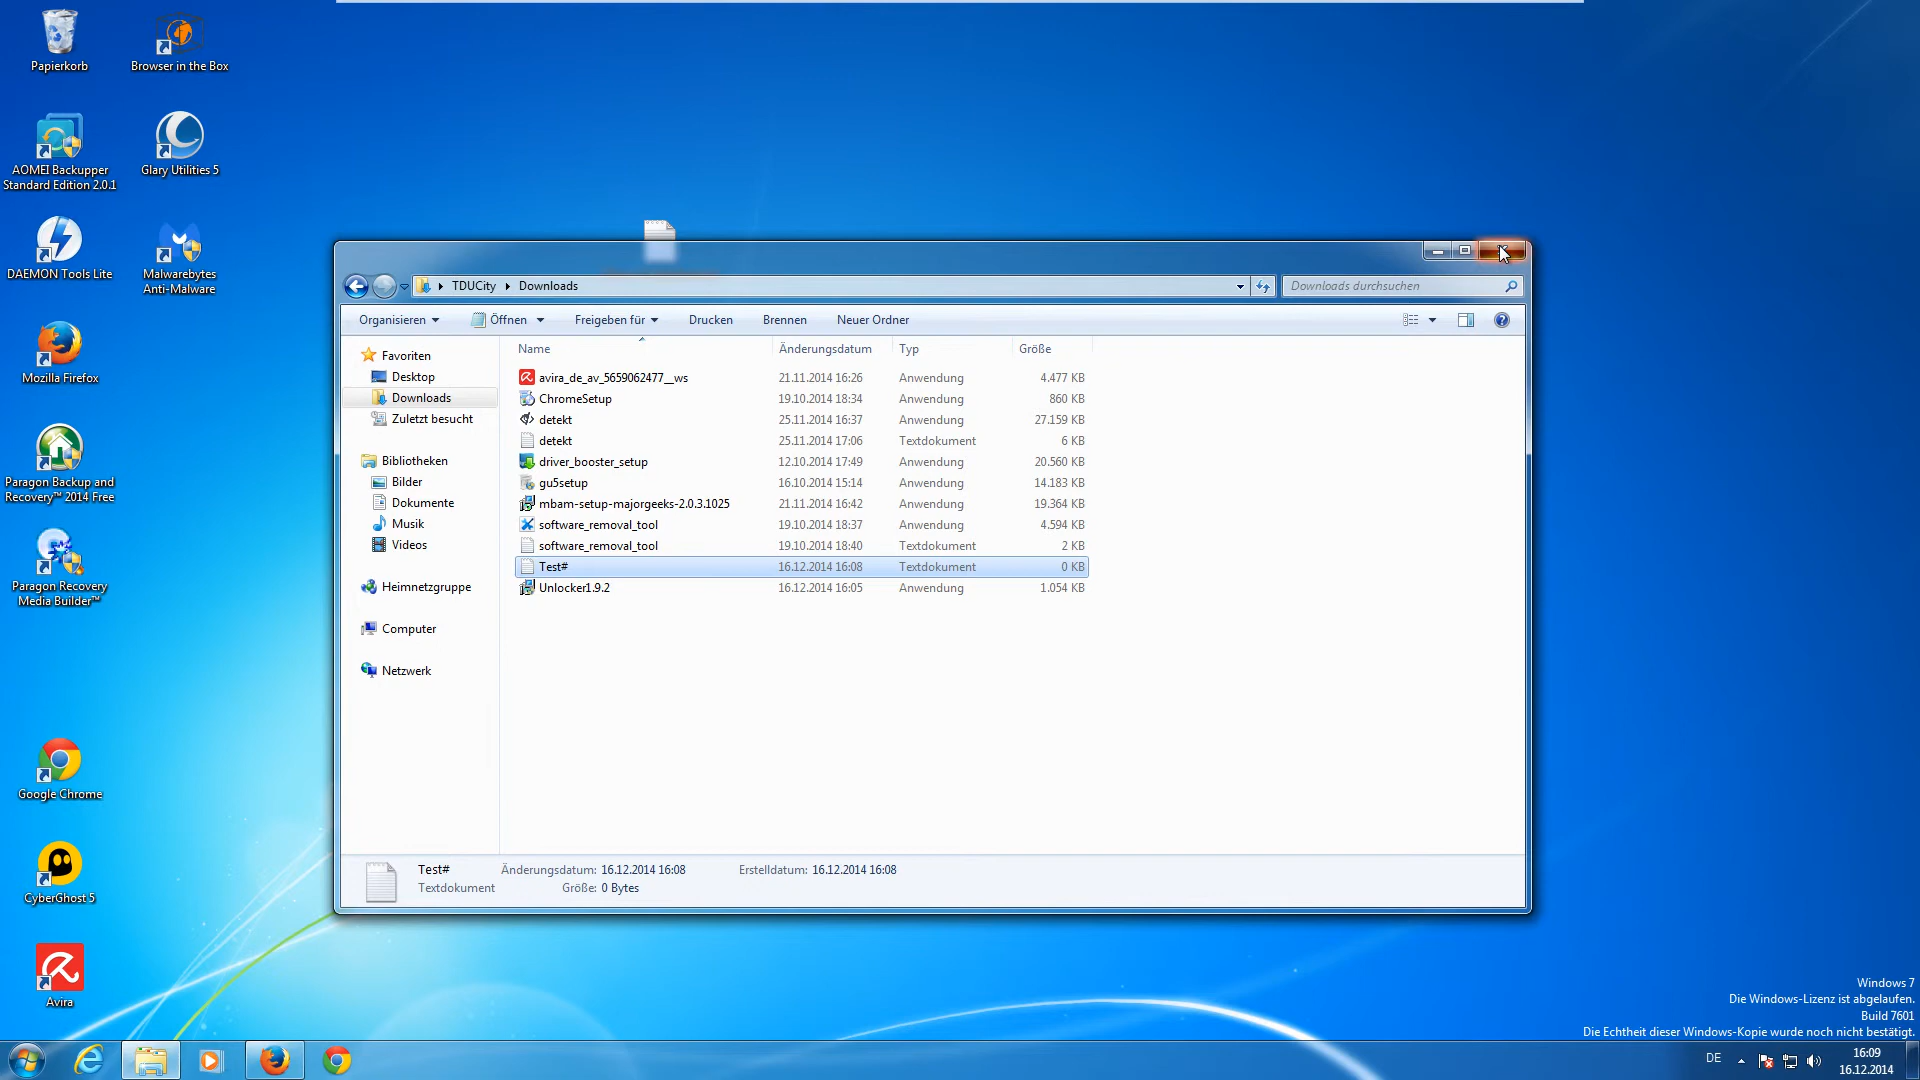 Papierkorb
Browser in the Box
AOMEI Backupper
Standard Edition 2.0.1
Glary Utilities 5
DAEMON Tools Lite
Malwarebytes
Anti-Malware
Mozilla Firefox
Paragon Backup and
Recovery™ 2014 Free
Paragon Recovery
Media Builder™
Google Chrome
CyberGhost 5
Avira
TDUCity Downloads
Downloads durchsuchen
Organisieren Öffnen Freigeben für Drucken Brennen Neuer Ordner
Favoriten
Desktop
Downloads
Zuletzt besucht
Bibliotheken
Bilder
Dokumente
Musik
Videos
Heimnetzgruppe
Computer
Netzwerk
Name Änderungsdatum Typ Größe
avira_de_av_5659062477__ws 21.11.2014 16:26 Anwendung 4.477 KB
ChromeSetup 19.10.2014 18:34 Anwendung 860 KB
detekt 25.11.2014 16:37 Anwendung 27.159 KB
detekt 25.11.2014 17:06 Textdokument 6 KB
driver_booster_setup 12.10.2014 17:49 Anwendung 20.560 KB
gu5setup 16.10.2014 15:14 Anwendung 14.183 KB
mbam-setup-majorgeeks-2.0.3.1025 21.11.2014 16:42 Anwendung 19.364 KB
software_removal_tool 19.10.2014 18:37 Anwendung 4.594 KB
software_removal_tool 19.10.2014 18:40 Textdokument 2 KB
Test# 16.12.2014 16:08 Textdokument 0 KB
Unlocker1.9.2 16.12.2014 16:05 Anwendung 1.054 KB
Test# Änderungsdatum: 16.12.2014 16:08 Erstelldatum: 16.12.2014 16:08
Textdokument Größe: 0 Bytes
Windows 7
Die Windows-Lizenz ist abgelaufen.
Build 7601
Die Echtheit dieser Windows-Kopie wurde noch nicht bestätigt.
DE
16:09
16.12.2014